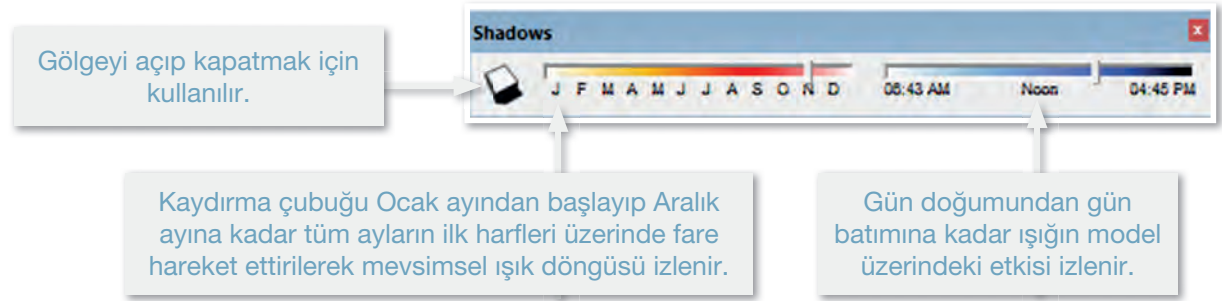 Shadows
Gölgeyi açıp kapatmak için
kullanılır.
J F M A M J J A S O N D
06:43 AM Noon 04:45 PM
Kaydırma çubuğu Ocak ayından başlayıp Aralık
ayına kadar tüm ayların ilk harfleri üzerinde fare
hareket ettirilerek mevsimsel ışık döngüsü izlenir.
Gün doğumundan gün
batımına kadar ışığın model
üzerindeki etkisi izlenir.